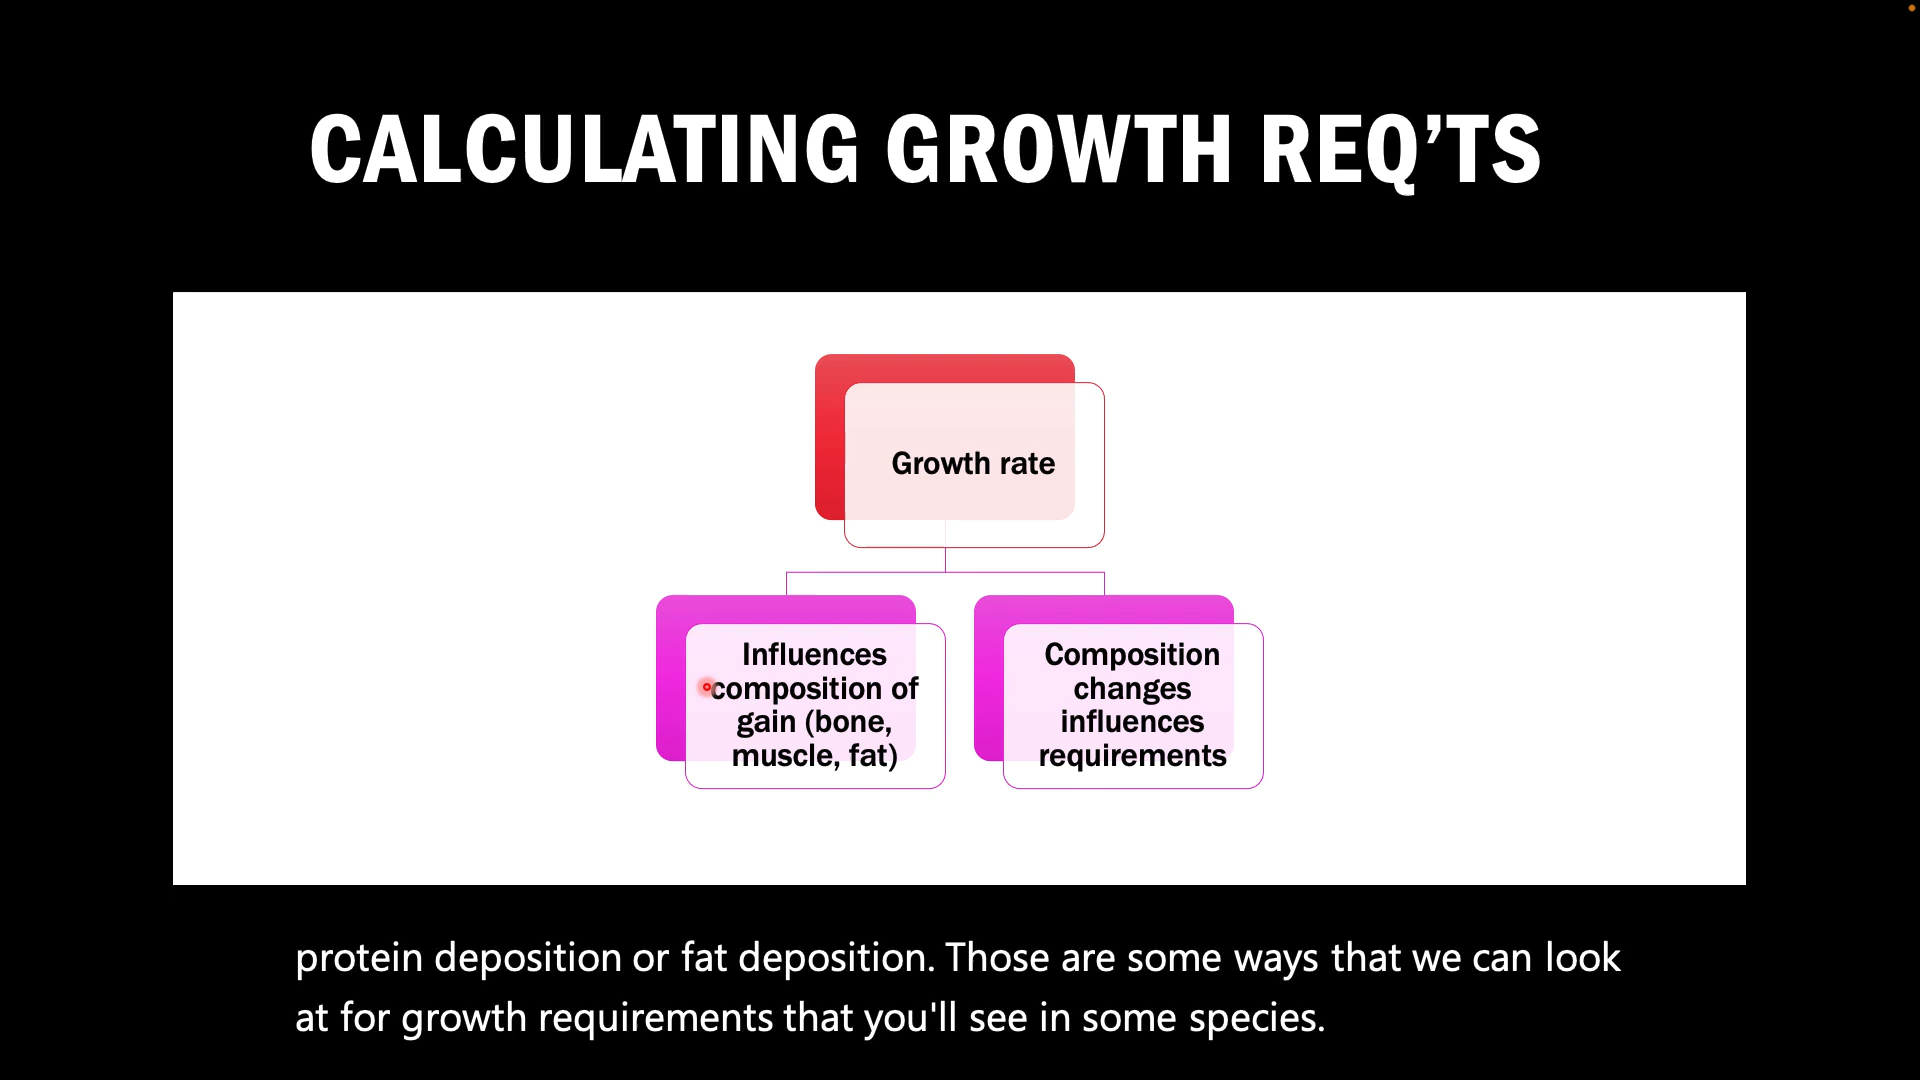 CALCULATING GROWTH REQ’TS
Growth rate
Influences
composition of
gain (bone,
muscle, fat)
Composition
changes
influences
requirements
protein deposition or fat deposition. Those are some ways that we can look
at for growth requirements that you'll see in some species.